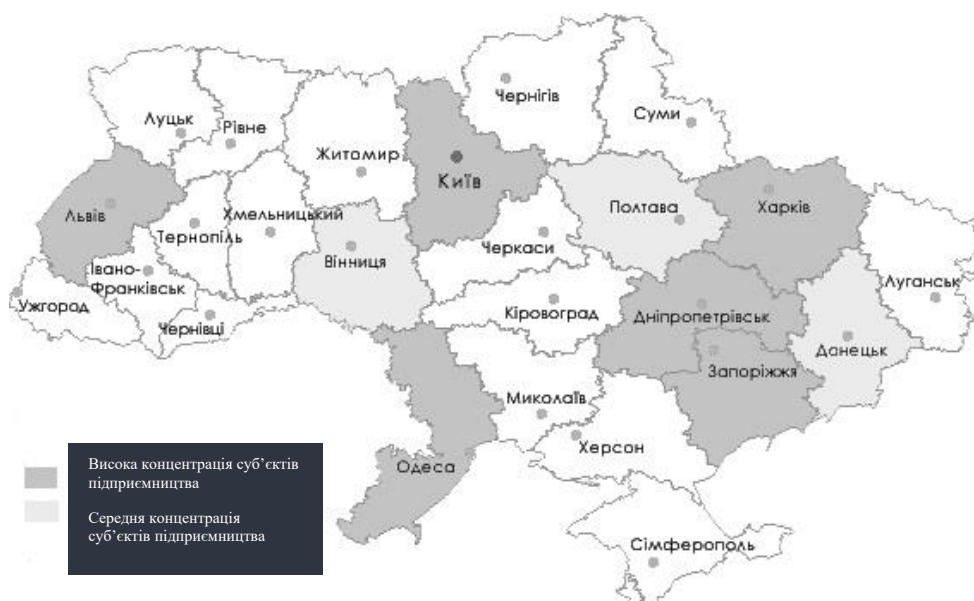 Чернігів
Луцьк
Суми
Рівне
Житомир
Київ
Львів
Полтава
Харків
Хмельницький
Тернопіль
Черкаси
Вінниця
Івано-
Франківськ
Луганськ
Ужгород
Кіровоград
Дніпропетрівськ
Чернівці
Донецьк
Запоріжжя
Миколаїв
Херсон
Одеса
Сімферополь
Висока концентрація суб’єктів
підприємництва
Середня концентрація
суб’єктів підприємництва